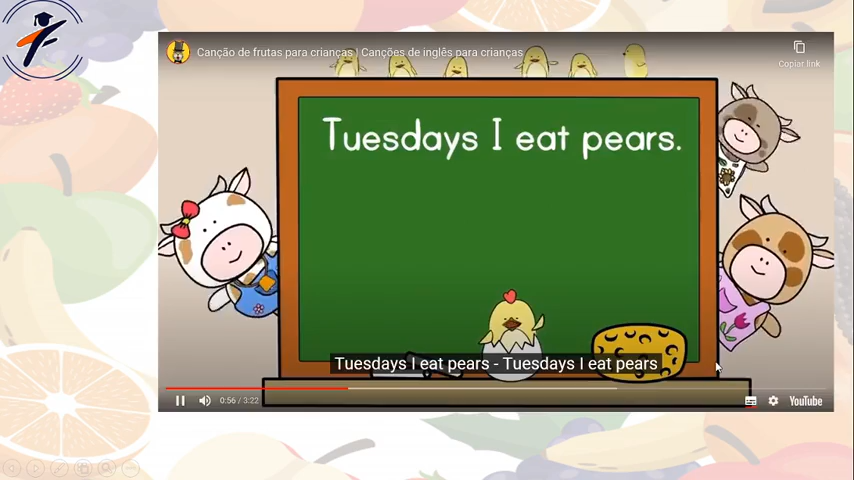 Canção de frutas para crianças | Canções de inglês para crianças
Copiar link
Tuesdays I eat pears.
Tuesdays I eat pears - Tuesdays I eat pears
0:56 / 3:22
YouTube